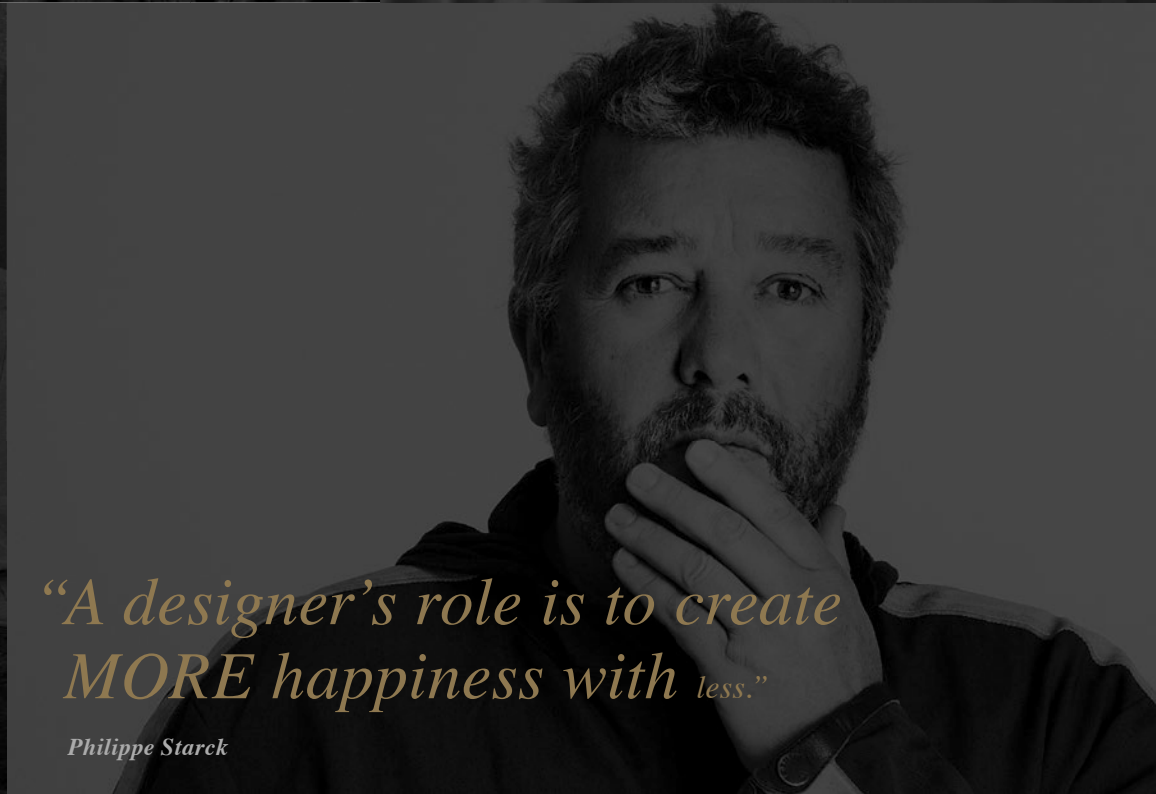 “A designer’s role is to create
MORE happiness with less.”
Philippe Starck